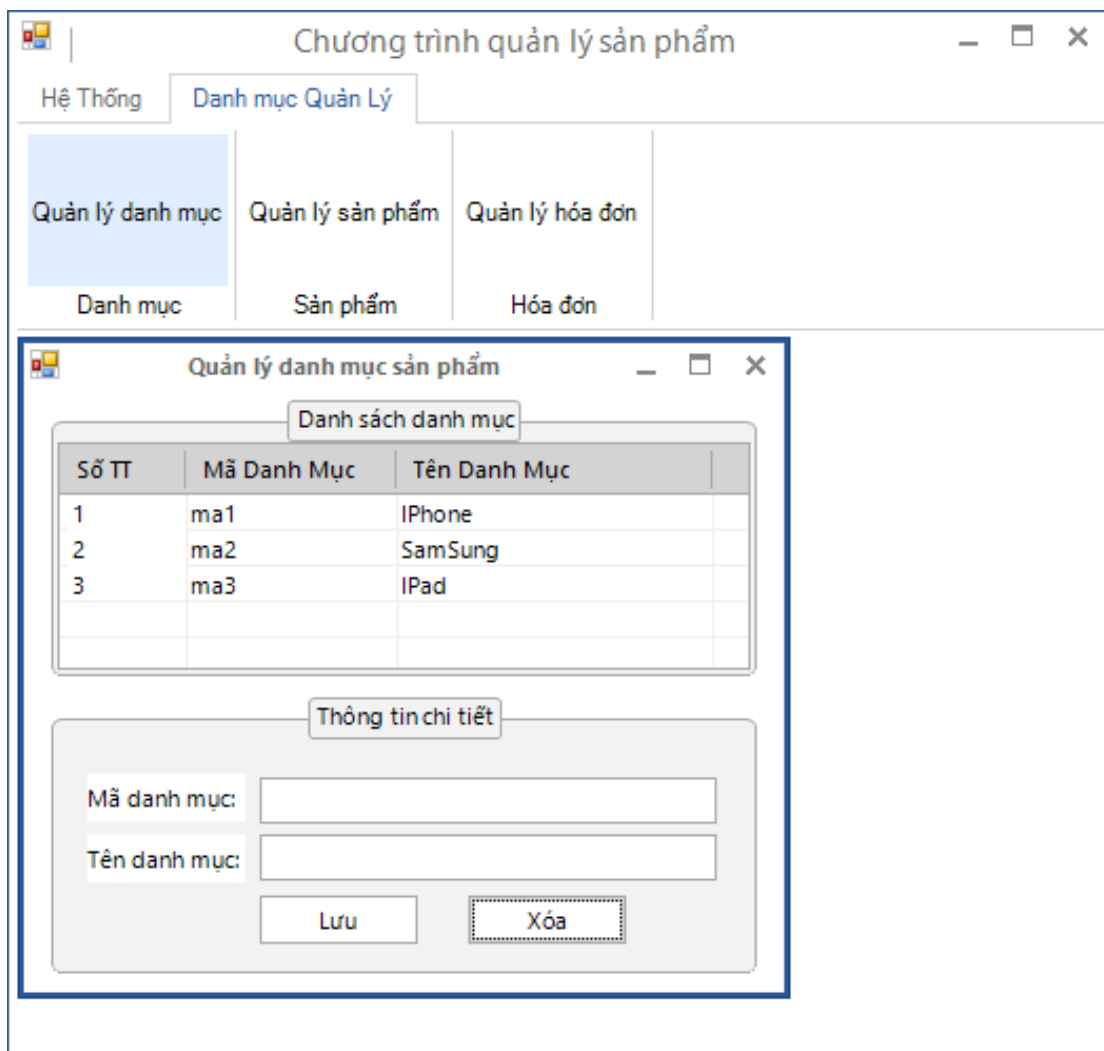 Chương trình quản lý sản phẩm
Hệ Thống Danh mục Quản Lý
Quản lý danh mục Quản lý sản phẩm Quản lý hóa đơn
Danh mục Sản phẩm Hóa đơn
Quản lý danh mục sản phẩm
Danh sách danh mục
Số TT Mã Danh Mục Tên Danh Mục
1 ma1 IPhone
2 ma2 SamSung
3 ma3 IPad
Thông tin chi tiết
Mã danh mục:
Tên danh mục:
Lưu Xóa